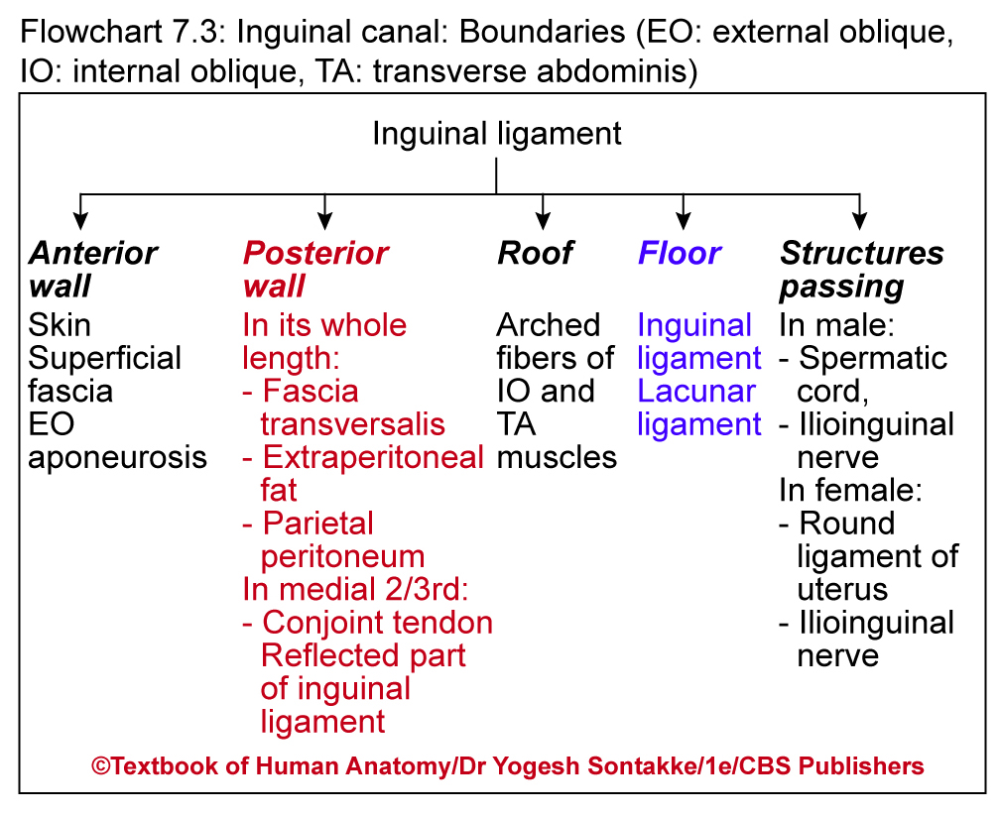 Flowchart 7.3: Inguinal canal: Boundaries (EO: external oblique,
IO: internal oblique, TA: transverse abdominis)
Inguinal ligament
Anterior
wall
Skin
Superficial
fascia
EO
aponeurosis
Posterior
wall
In its whole
length:
- Fascia
transversalis
- Extraperitoneal
fat
- Parietal
peritoneum
In medial 2/3rd:
- Conjoint tendon
Reflected part
of inguinal
ligament
Roof
Arched
fibers of
IO and
TA
muscles
Floor
Inguinal
ligament
Lacunar
ligament
Structures
passing
In male:
- Spermatic
cord,
- Ilioinguinal
nerve
In female:
- Round
ligament of
uterus
- Ilioinguinal
nerve
©Textbook of Human Anatomy/Dr Yogesh Sontakke/1e/CBS Publishers